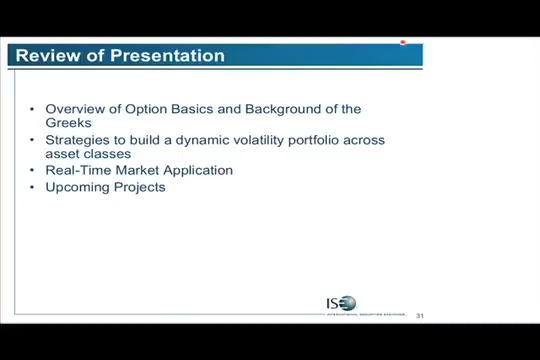 Review of Presentation
• Overview of Option Basics and Background of the
Greeks
• Strategies to build a dynamic volatility portfolio across
asset classes
• Real-Time Market Application
• Upcoming Projects
ISE
INTERNATIONAL SECURITIES EXCHANGE.
31